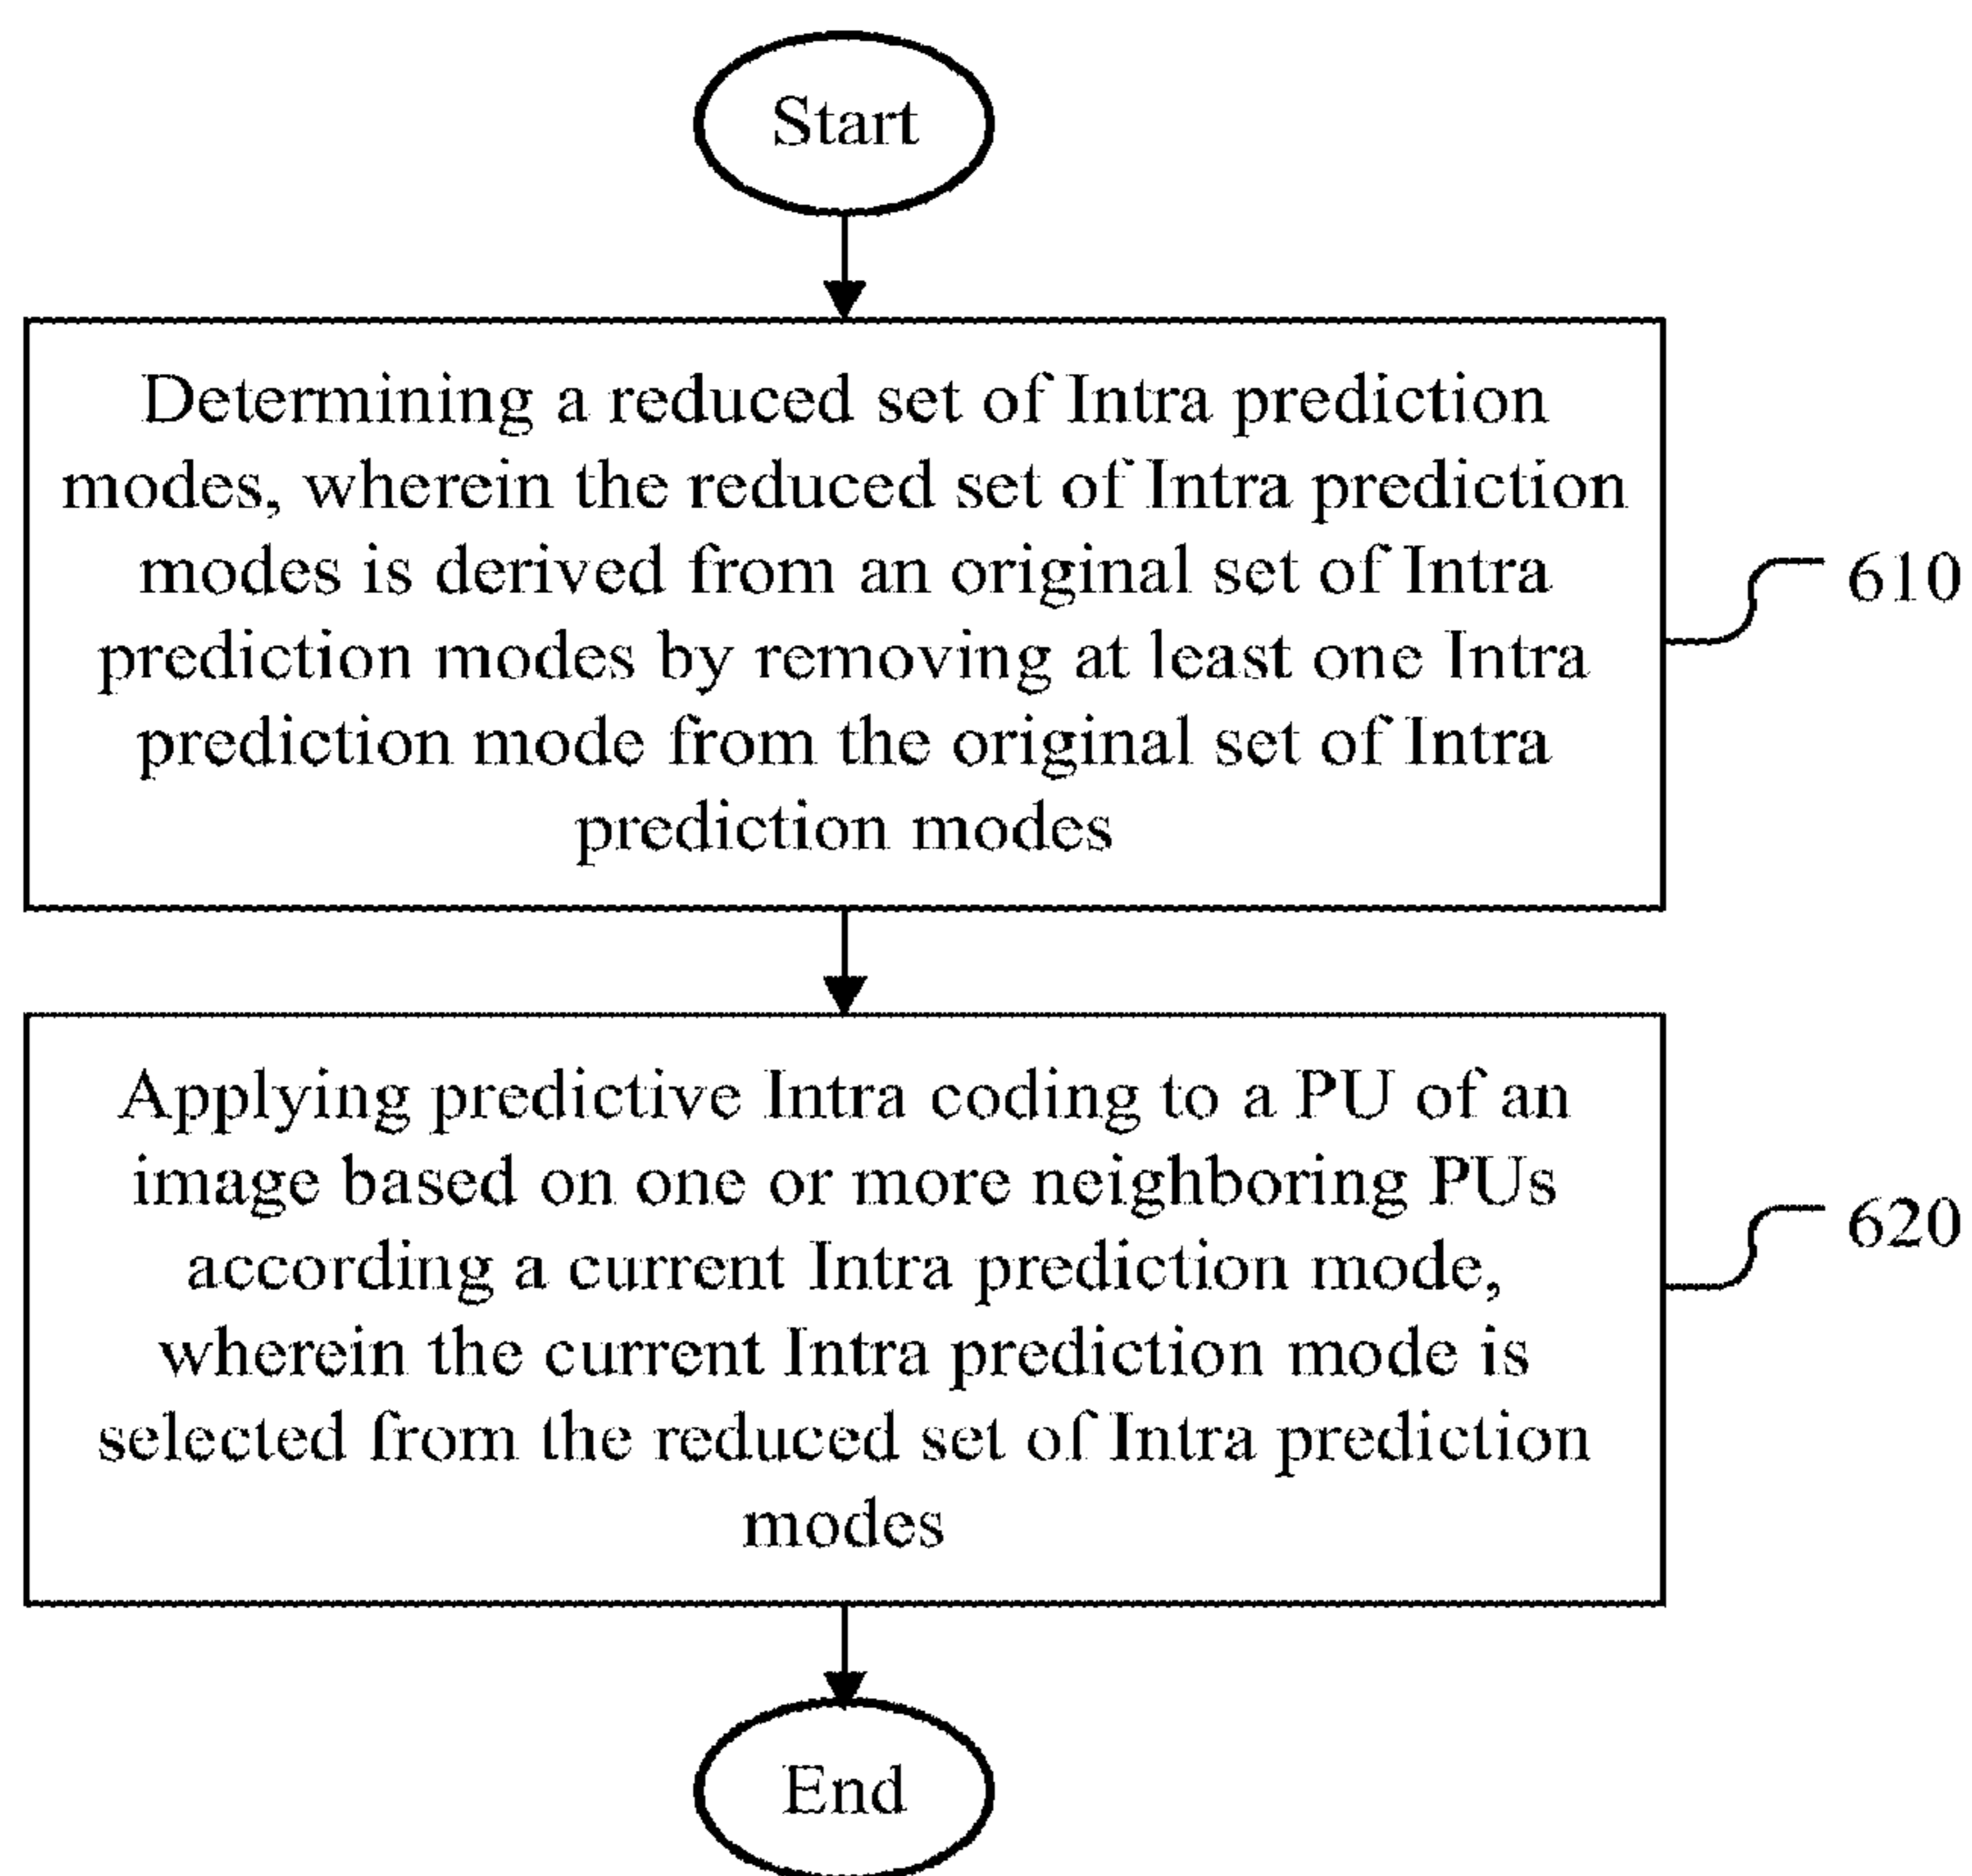 Start
Determining a reduced set of Intra prediction
modes, wherein the reduced set of Intra prediction
modes is derived from an original set of Intra
prediction modes by removing at least one Intra
prediction mode from the original set of Intra
prediction modes
610
Applying predictive Intra coding to a PU of an
image based on one or more neighboring PUs
according a current Intra prediction mode,
wherein the current Intra prediction mode is
selected from the reduced set of Intra prediction
modes
620
End